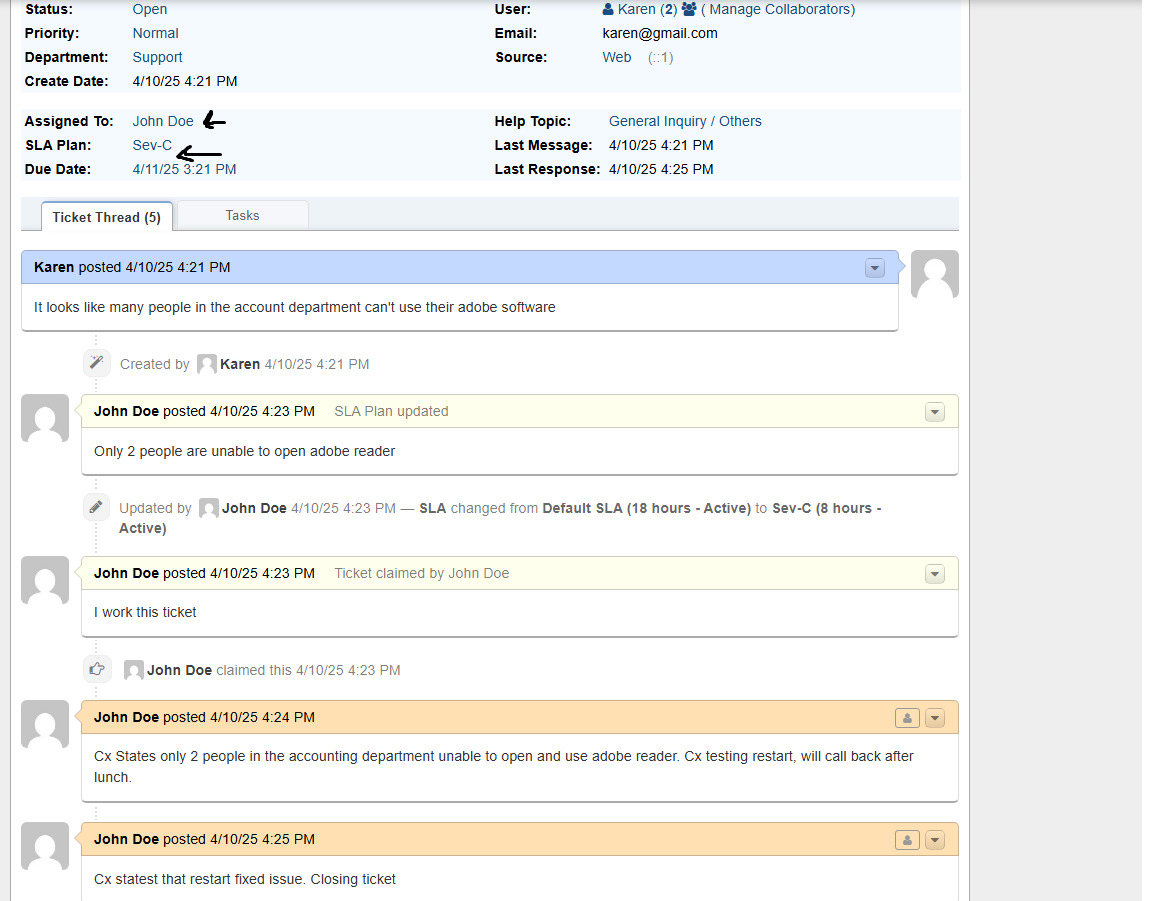 Status: Open User: Karen (2) ( Manage Collaborators)
Priority: Normal Email: karen@gmail.com
Department: Support Source: Web (::1)
Create Date: 4/10/25 4:21 PM
Assigned To: John Doe Help Topic: General Inquiry / Others
SLA Plan: Sev-C Last Message: 4/10/25 4:21 PM
Due Date: 4/11/25 3:21 PM Last Response: 4/10/25 4:25 PM
Ticket Thread (5) Tasks
Karen posted 4/10/25 4:21 PM
It looks like many people in the account department can't use their adobe software
Created by Karen 4/10/25 4:21 PM
John Doe posted 4/10/25 4:23 PM SLA Plan updated
Only 2 people are unable to open adobe reader
Updated by John Doe 4/10/25 4:23 PM — SLA changed from Default SLA (18 hours - Active) to Sev-C (8 hours -
Active)
John Doe posted 4/10/25 4:23 PM Ticket claimed by John Doe
I work this ticket
John Doe claimed this 4/10/25 4:23 PM
John Doe posted 4/10/25 4:24 PM
Cx States only 2 people in the accounting department unable to open and use adobe reader. Cx testing restart, will call back after
lunch.
John Doe posted 4/10/25 4:25 PM
Cx statest that restart fixed issue. Closing ticket